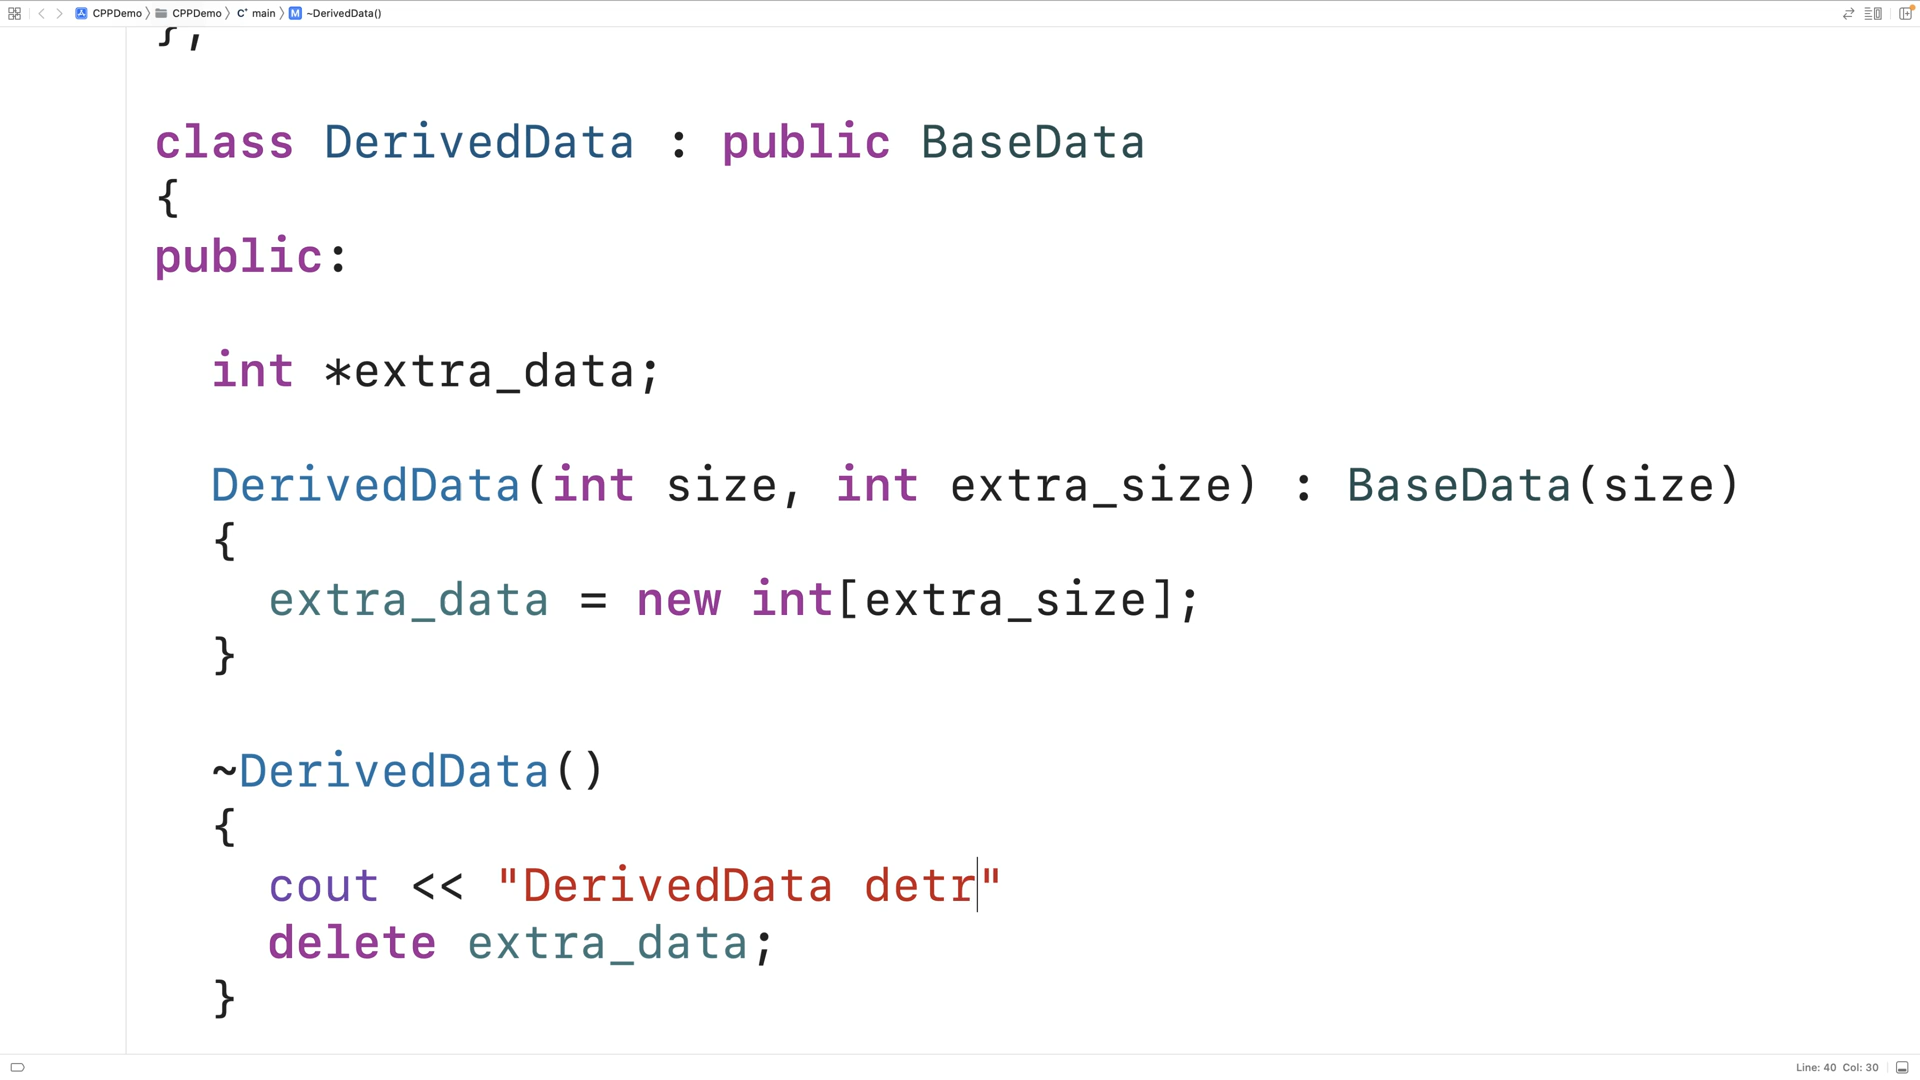 CPPDemo CPPDemo C+ main M ~DerivedData()
};
class DerivedData : public BaseData
{
public:
int *extra_data;
DerivedData(int size, int extra_size) : BaseData(size)
{
extra_data = new int[extra_size];
}
~DerivedData()
{
cout << "DerivedData detr"
delete extra_data;
}
Line: 40 Col: 30